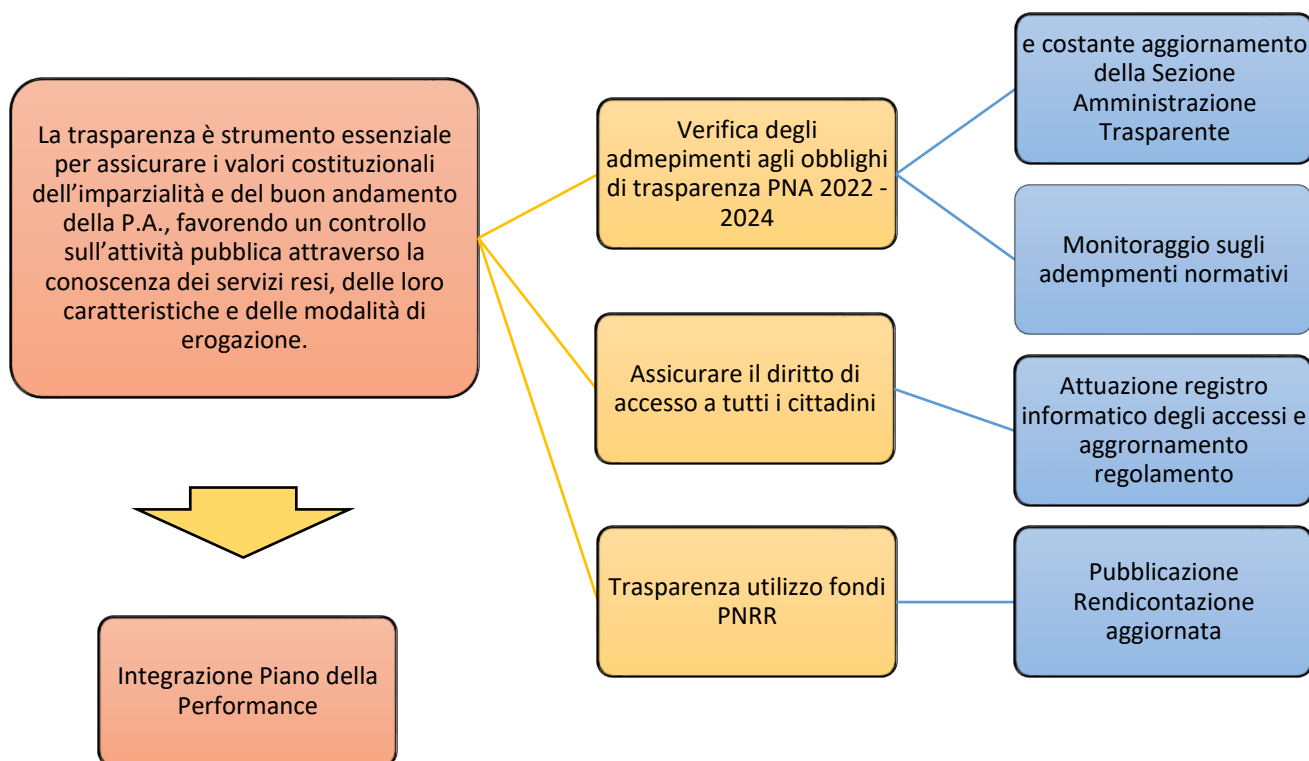 La trasparenza è strumento essenziale
per assicurare i valori costituzionali
dell’imparzialità e del buon andamento
della P.A., favorendo un controllo
sull’attività pubblica attraverso la
conoscenza dei servizi resi, delle loro
caratteristiche e delle modalità di
erogazione.
Integrazione Piano della
Performance
Verifica degli
admepimenti agli obblighi
di trasparenza PNA 2022 -
2024
e costante aggiornamento
della Sezione
Amministrazione
Trasparente
Monitoraggio sugli
adempmenti normativi
Assicurare il diritto di
accesso a tutti i cittadini
Attuazione registro
informatico degli accessi e
aggrornamento
regolamento
Trasparenza utilizzo fondi
PNRR
Pubblicazione
Rendicontazione
aggiornata